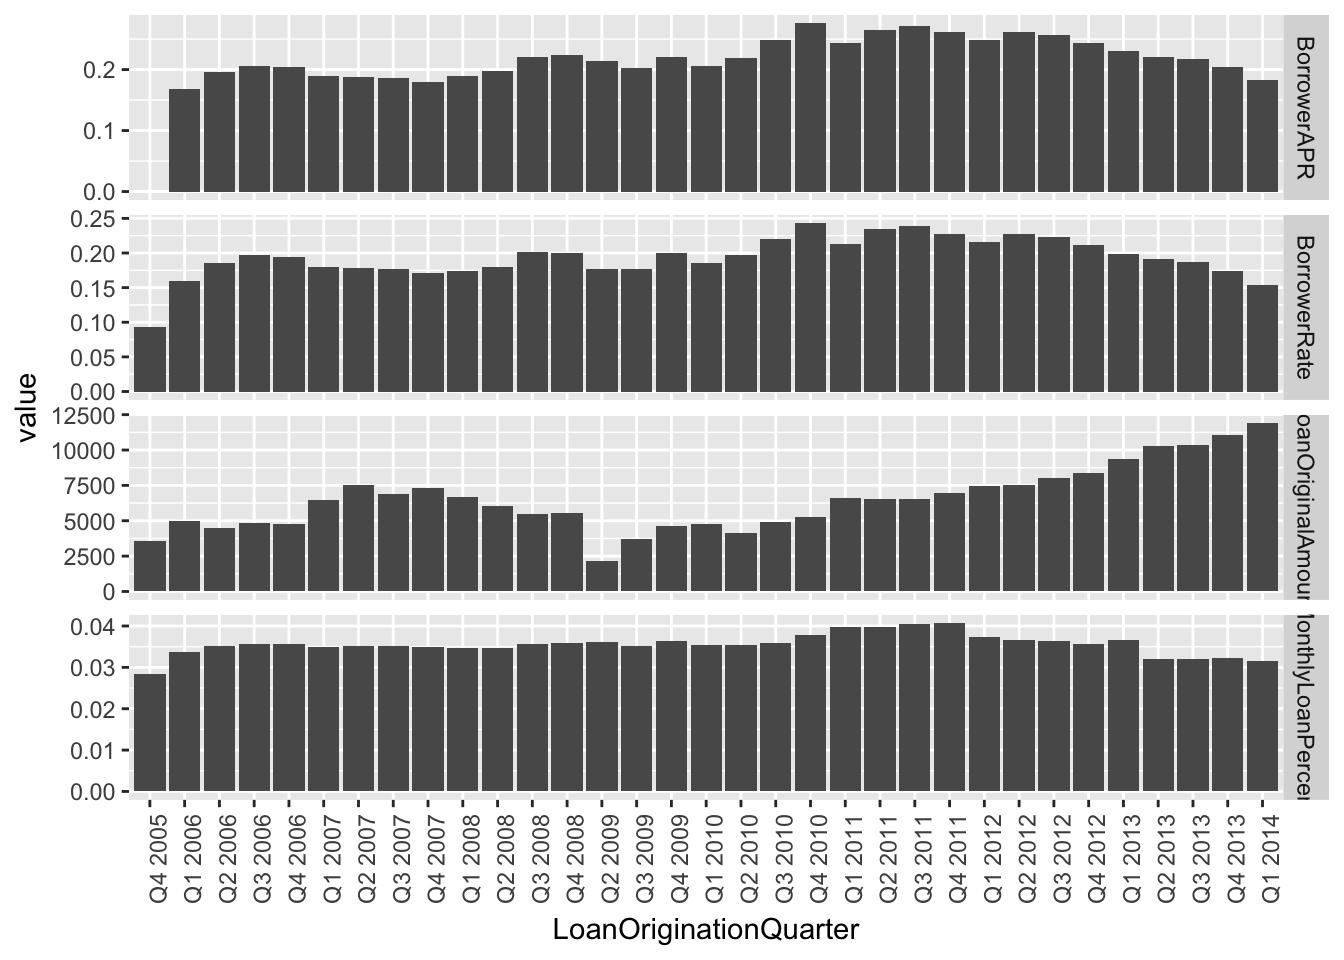 value
0.2
0.1
0.0
BorrowerAPR
0.25
0.20
0.15
0.10
0.05
0.00
BorrowerRate
12500
10000
7500
5000
2500
0
oanOriginalAmour
0.04
0.03
0.02
0.01
0.00
lonthlyLoanPercer
Q4 2005
Q1 2006
Q2 2006
Q3 2006
Q4 2006
Q1 2007
Q2 2007
Q3 2007
Q4 2007
Q1 2008
Q2 2008
Q3 2008
Q4 2008
Q2 2009
Q3 2009
Q4 2009
Q1 2010
Q2 2010
Q3 2010
Q4 2010
Q1 2011
Q2 2011
Q3 2011
Q4 2011
Q1 2012
Q2 2012
Q3 2012
Q4 2012
Q1 2013
Q2 2013
Q3 2013
Q4 2013
Q1 2014
LoanOriginationQuarter